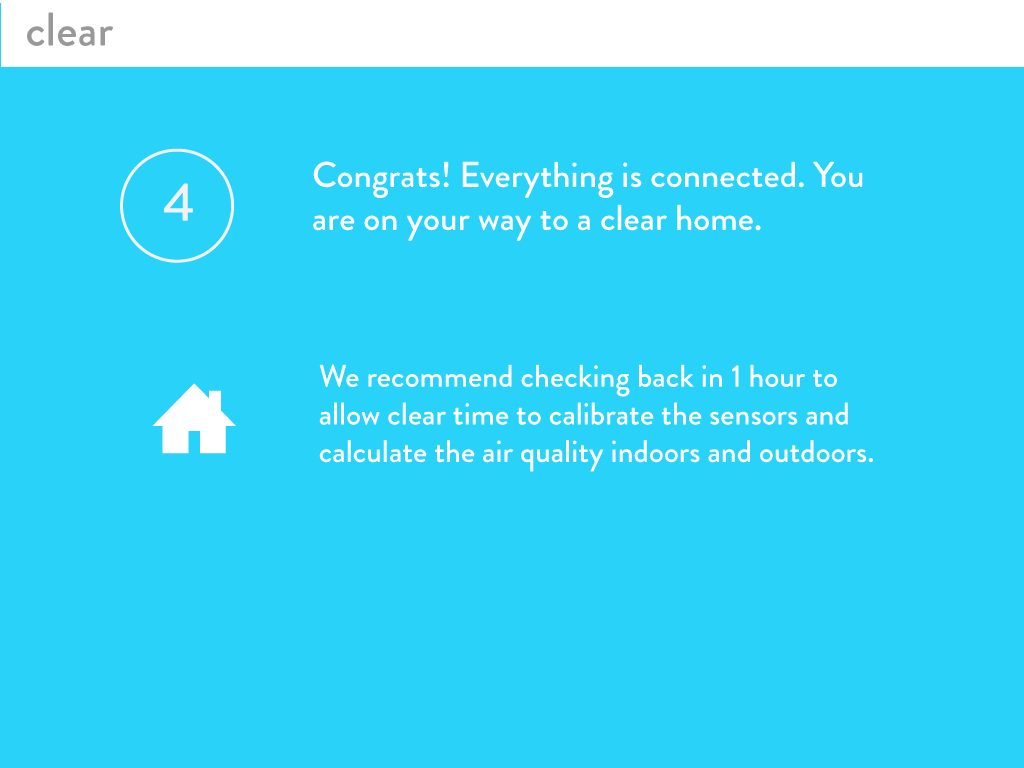 clear
4
Congrats! Everything is connected. You
are on your way to a clear home.
We recommend checking back in 1 hour to
allow clear time to calibrate the sensors and
calculate the air quality indoors and outdoors.